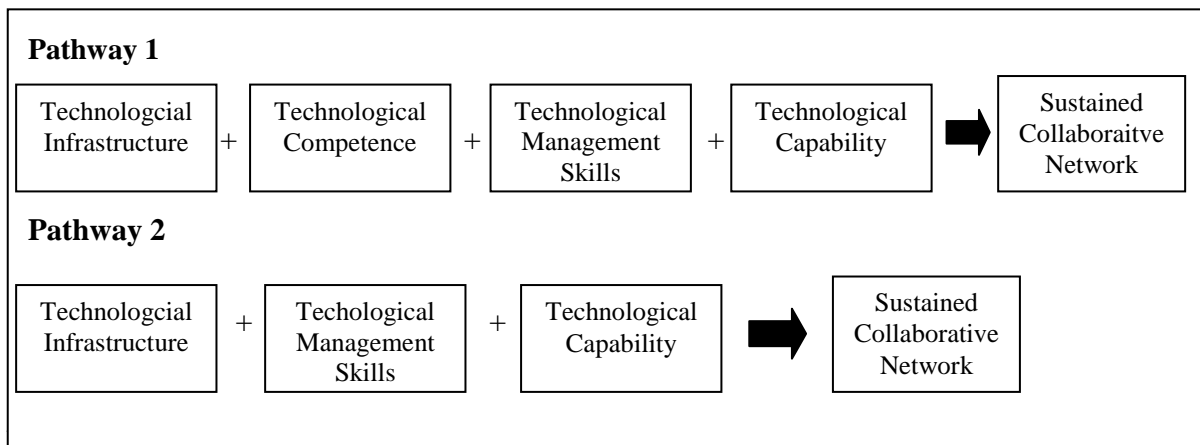 Pathway 1
Technologcial
Infrastructure
+
Technological
Competence
+
Technological
Management
Skills
+
Technological
Capability
Sustained
Collaboraitve
Network
Pathway 2
Technologcial
Infrastructure
+
Techological
Management
Skills
+
Technological
Capability
Sustained
Collaborative
Network